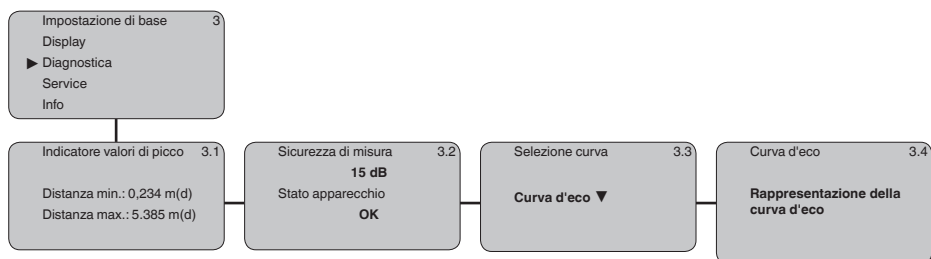 Impostazione di base 3
Display
▶ Diagnostica
Service
Info
Indicatore valori di picco 3.1
Distanza min.: 0,234 m(d)
Distanza max.: 5.385 m(d)
Sicurezza di misura 3.2
15 dB
Stato apparecchio
OK
Selezione curva 3.3
Curva d'eco ▼
Curva d'eco 3.4
Rappresentazione della
curva d'eco